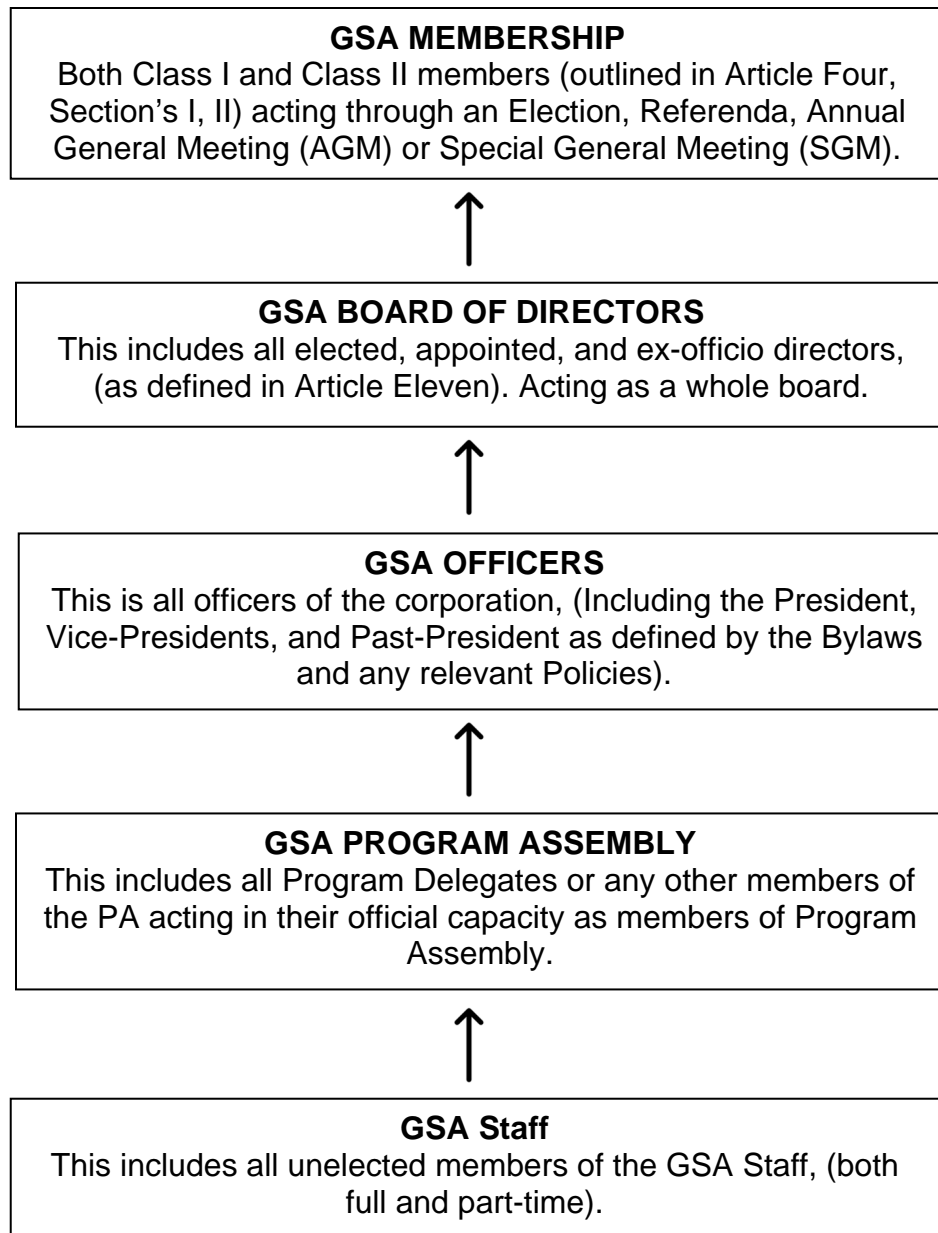 GSA MEMBERSHIP
Both Class I and Class II members (outlined in Article Four,
Section's I, II) acting through an Election, Referenda, Annual
General Meeting (AGM) or Special General Meeting (SGM).
GSA BOARD OF DIRECTORS
This includes all elected, appointed, and ex-officio directors,
(as defined in Article Eleven). Acting as a whole board.
GSA OFFICERS
This is all officers of the corporation, (Including the President,
Vice-Presidents, and Past-President as defined by the Bylaws
and any relevant Policies).
GSA PROGRAM ASSEMBLY
This includes all Program Delegates or any other members of
the PA acting in their official capacity as members of Program
Assembly.
GSA Staff
This includes all unelected members of the GSA Staff, (both
full and part-time).